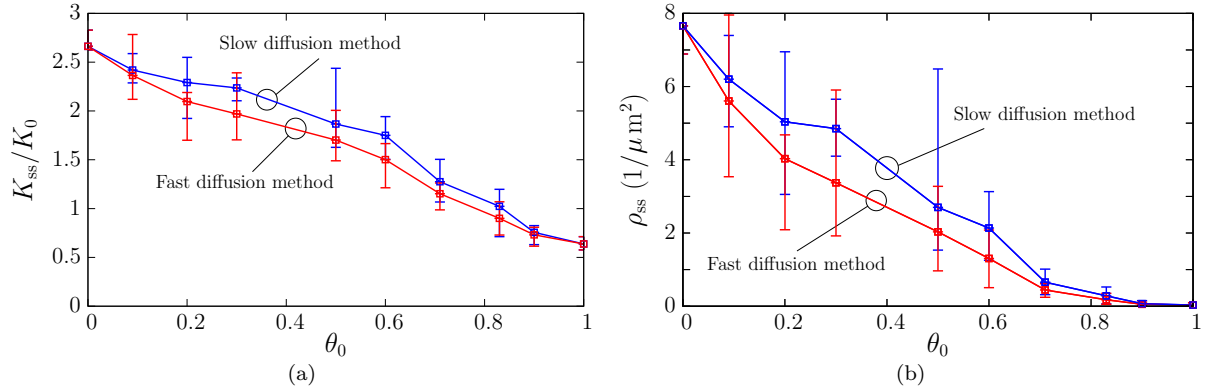 3
2.5
2
1.5
1
0.5
0
K_ss/K_0
Slow diffusion method
Fast diffusion method
0 0.2 0.4 0.6 0.8 1
θ_0
(a)
8
6
4
2
0
ρ_ss (1/μ m²)
Slow diffusion method
Fast diffusion method
0 0.2 0.4 0.6 0.8 1
θ_0
(b)